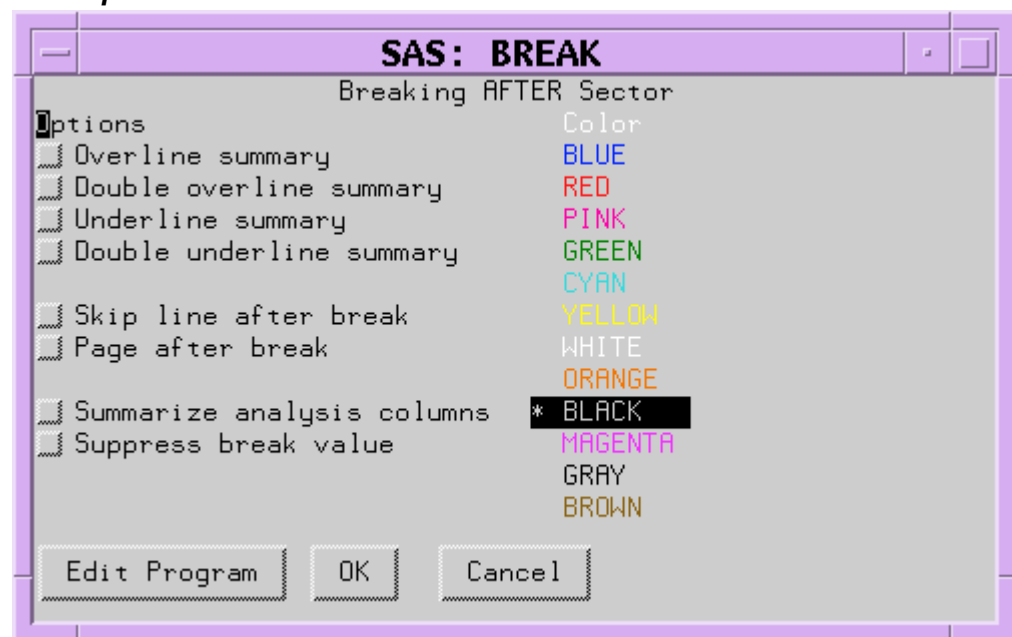 SAS: BREAK
Breaking AFTER Sector
Options Color
Overline summary BLUE
Double overline summary RED
Underline summary PINK
Double underline summary GREEN
CYAN
Skip line after break YELLOW
Page after break WHITE
ORANGE
Summarize analysis columns * BLACK
Suppress break value MAGENTA
GRAY
BROWN
Edit Program OK Cancel